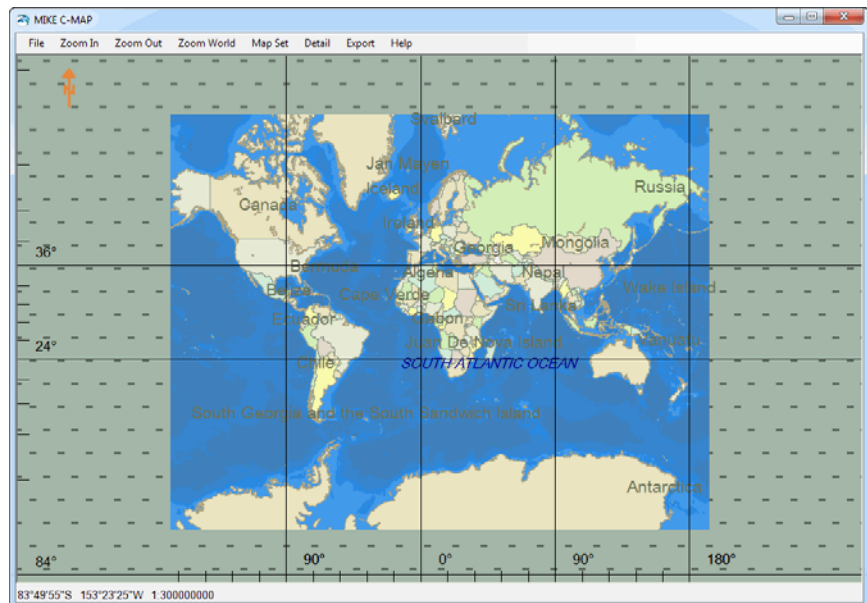 MIKE C-MAP
File Zoom In Zoom Out Zoom World Map Set Detail Export Help
N
Svalbard
Jan Mayen
Iceland
Russia
Canada
Ireland
Georgia Mongolia
36°
Bermuda Algeria Nepal
Belize Cape Verde Sri Lanka Wake Island
Ecuador Gabon
24° Juan De Nova Island Vanuatu
Chile SOUTH ATLANTIC OCEAN
South Georgia and the South Sandwich Island
Antarctica
84° 90° 0° 90° 180°
83°49'55"S 153°23'25"W 1:300000000